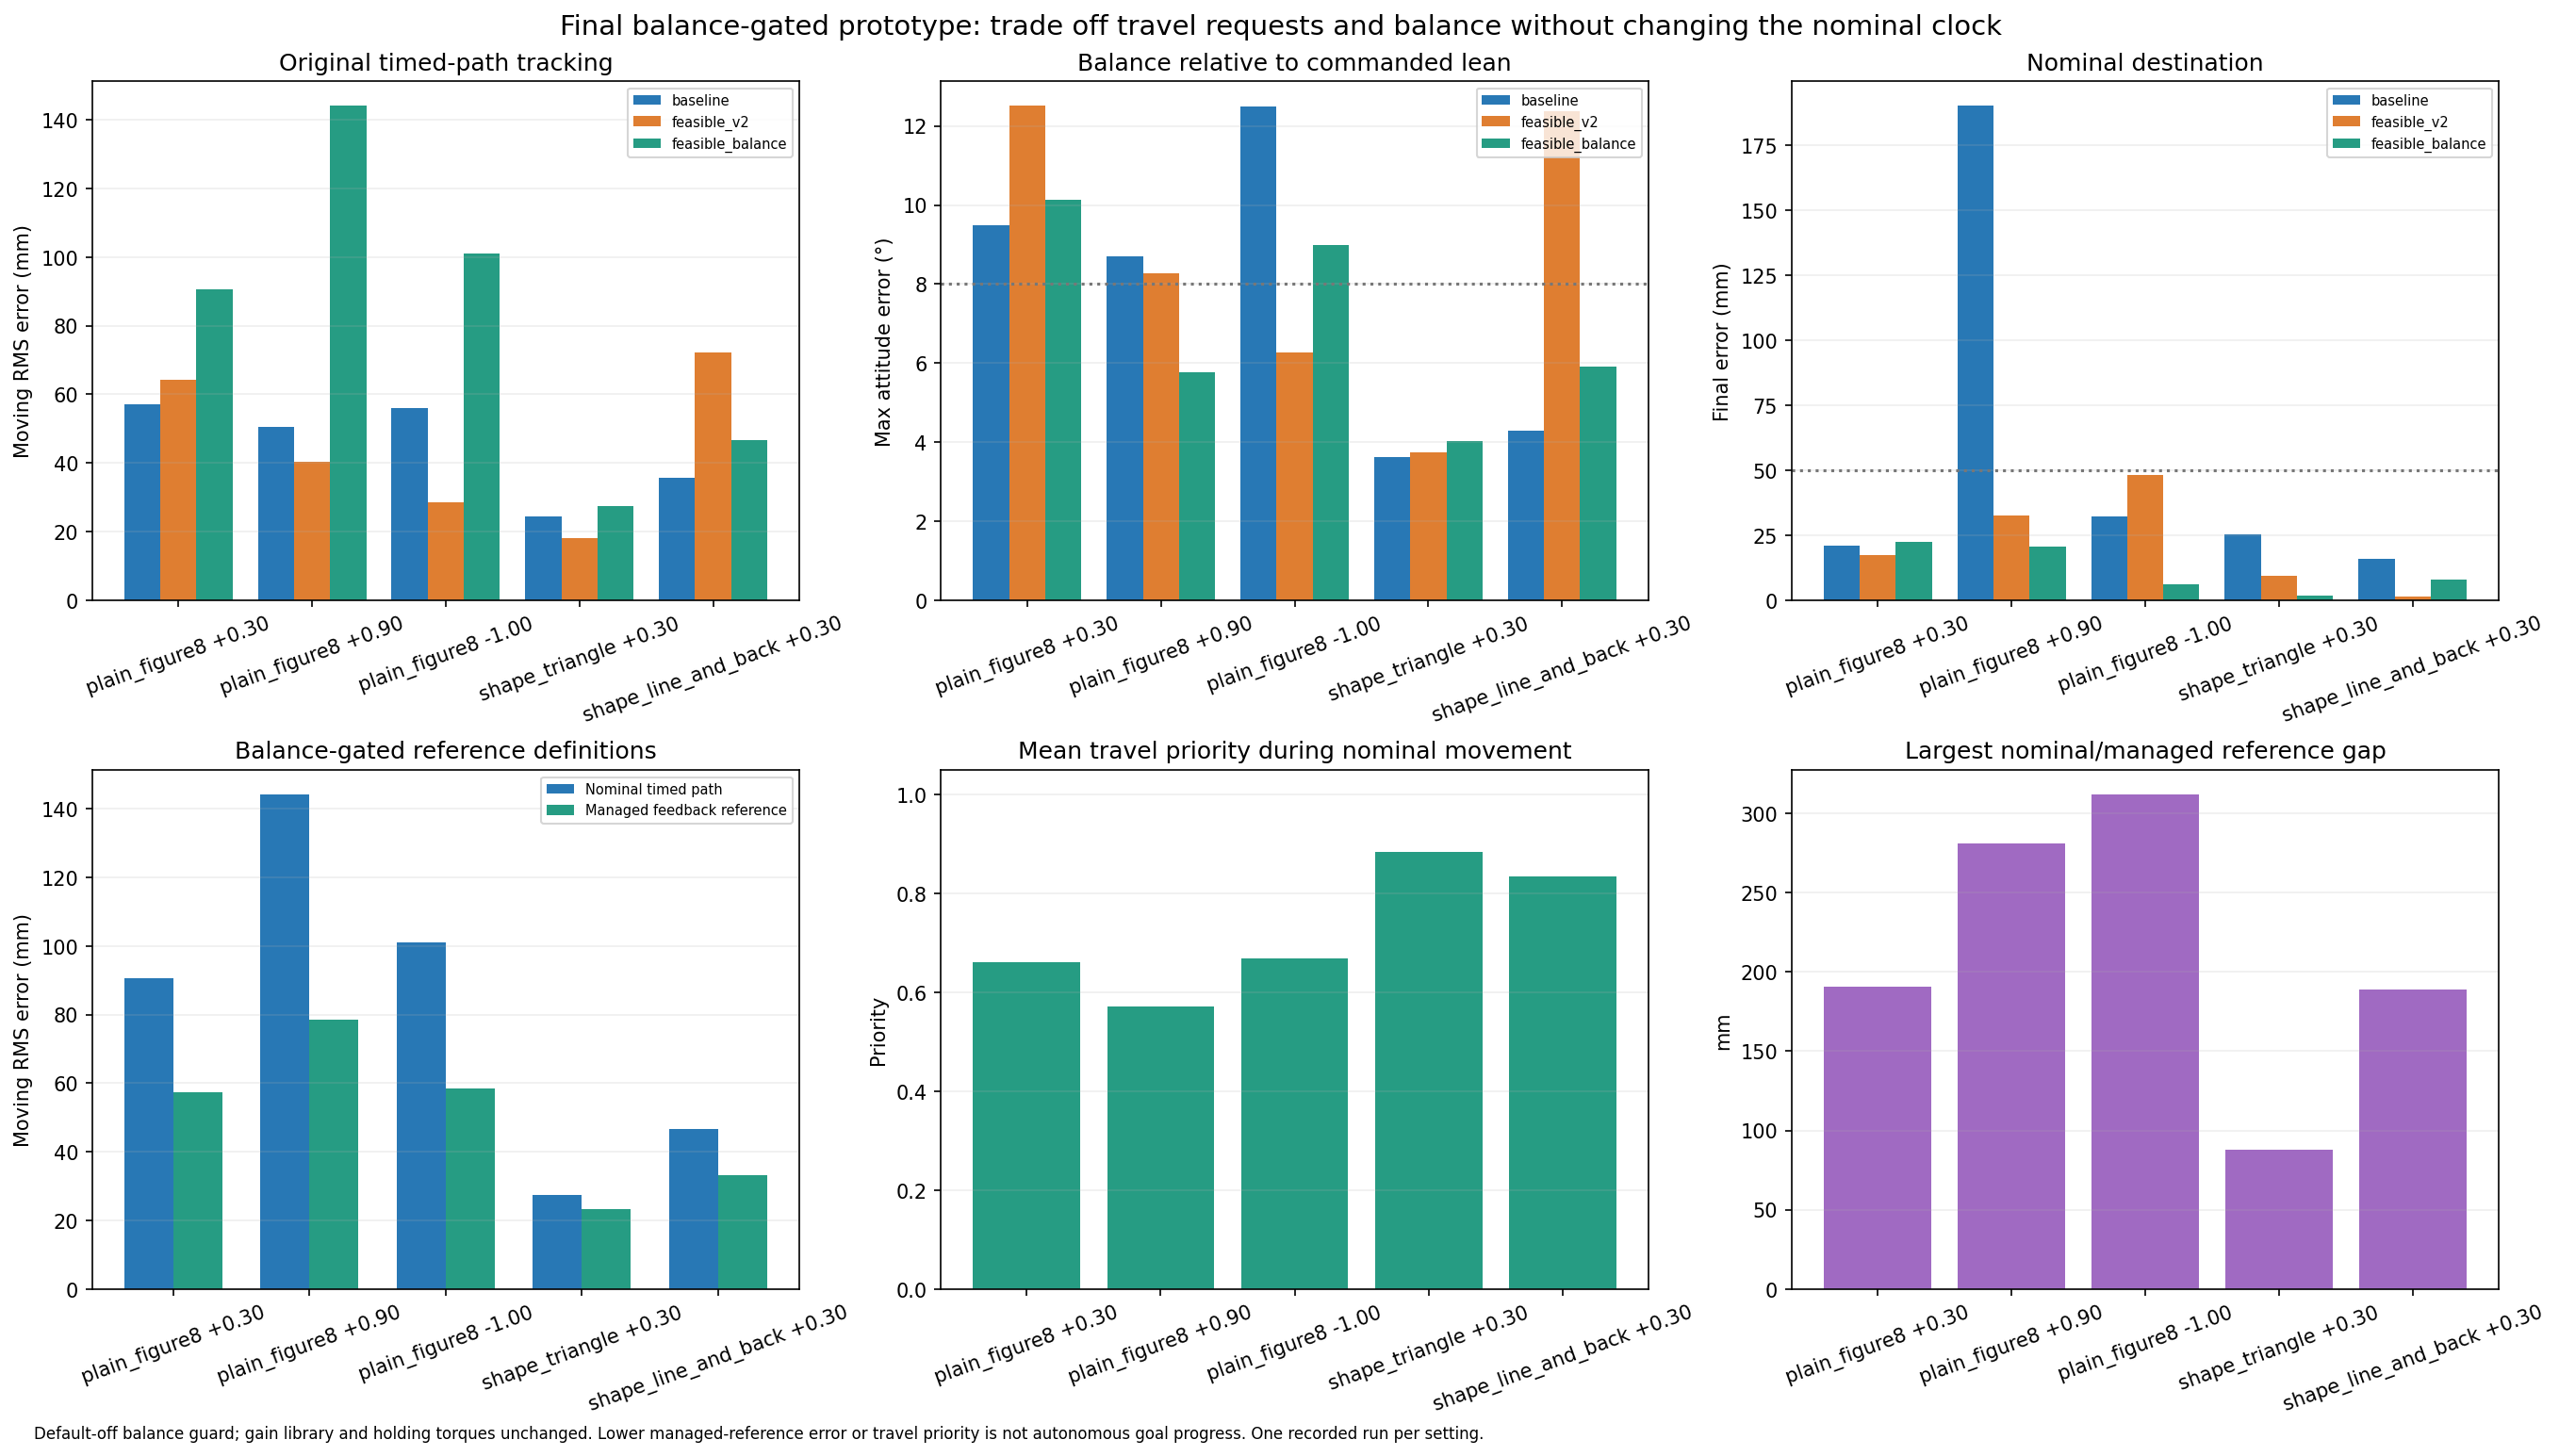 Final balance-gated prototype: trade off travel requests and balance without changing the nominal clock
Original timed-path tracking
Moving RMS error (mm)
140
120
100
80
60
40
20
0
baseline
feasible_v2
feasible_balance
plain_figure8 +0.30
plain_figure8 +0.90
plain_figure8 -1.00
shape_triangle +0.30
shape_line_and_back +0.30
Balance relative to commanded lean
Max attitude error (°)
12
10
8
6
4
2
0
baseline
feasible_v2
feasible_balance
plain_figure8 +0.30
plain_figure8 +0.90
plain_figure8 -1.00
shape_triangle +0.30
shape_line_and_back +0.30
Nominal destination
Final error (mm)
175
150
125
100
75
50
25
0
baseline
feasible_v2
feasible_balance
plain_figure8 +0.30
plain_figure8 +0.90
plain_figure8 -1.00
shape_triangle +0.30
shape_line_and_back +0.30
Balance-gated reference definitions
Moving RMS error (mm)
140
120
100
80
60
40
20
0
Nominal timed path
Managed feedback reference
plain_figure8 +0.30
plain_figure8 +0.90
plain_figure8 -1.00
shape_triangle +0.30
shape_line_and_back +0.30
Mean travel priority during nominal movement
Priority
1.0
0.8
0.6
0.4
0.2
0.0
plain_figure8 +0.30
plain_figure8 +0.90
plain_figure8 -1.00
shape_triangle +0.30
shape_line_and_back +0.30
Largest nominal/managed reference gap
mm
300
250
200
150
100
50
0
plain_figure8 +0.30
plain_figure8 +0.90
plain_figure8 -1.00
shape_triangle +0.30
shape_line_and_back +0.30
Default-off balance guard; gain library and holding torques unchanged. Lower managed-reference error or travel priority is not autonomous goal progress. One recorded run per setting.